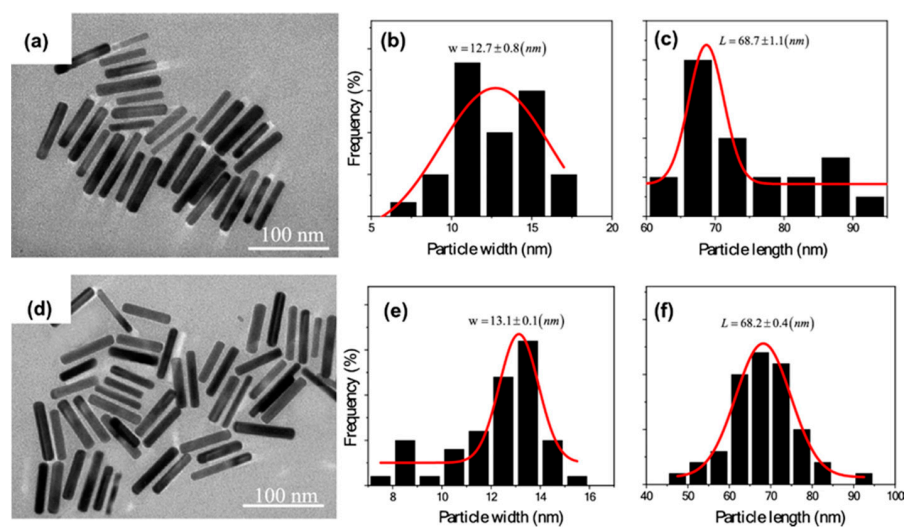 (a)
100 nm
(b)
w = 12.7 ± 0.8 (nm)
Frequency (%)
5 10 15 20
Particle width (nm)
(c)
L = 68.7 ± 1.1 (nm)
Frequency (%)
60 70 80 90
Particle length (nm)
(d)
100 nm
(e)
w = 13.1 ± 0.1 (nm)
Frequency (%)
8 10 12 14 16
Particle width (nm)
(f)
L = 68.2 ± 0.4 (nm)
40 50 60 70 80 90 100
Particle length (nm)